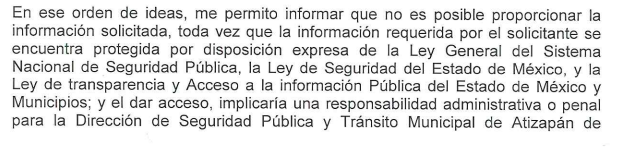 En ese orden de ideas, me permito informar que no es posible proporcionar la
información solicitada, toda vez que la información requerida por el solicitante se
encuentra protegida por disposición expresa de la Ley General del Sistema
Nacional de Seguridad Pública, la Ley de Seguridad del Estado de México, y la
Ley de transparencia y Acceso a la información Pública del Estado de México y
Municipios; y el dar acceso, implicaría una responsabilidad administrativa o penal
para la Dirección de Seguridad Pública y Tránsito Municipal de Atizapán de